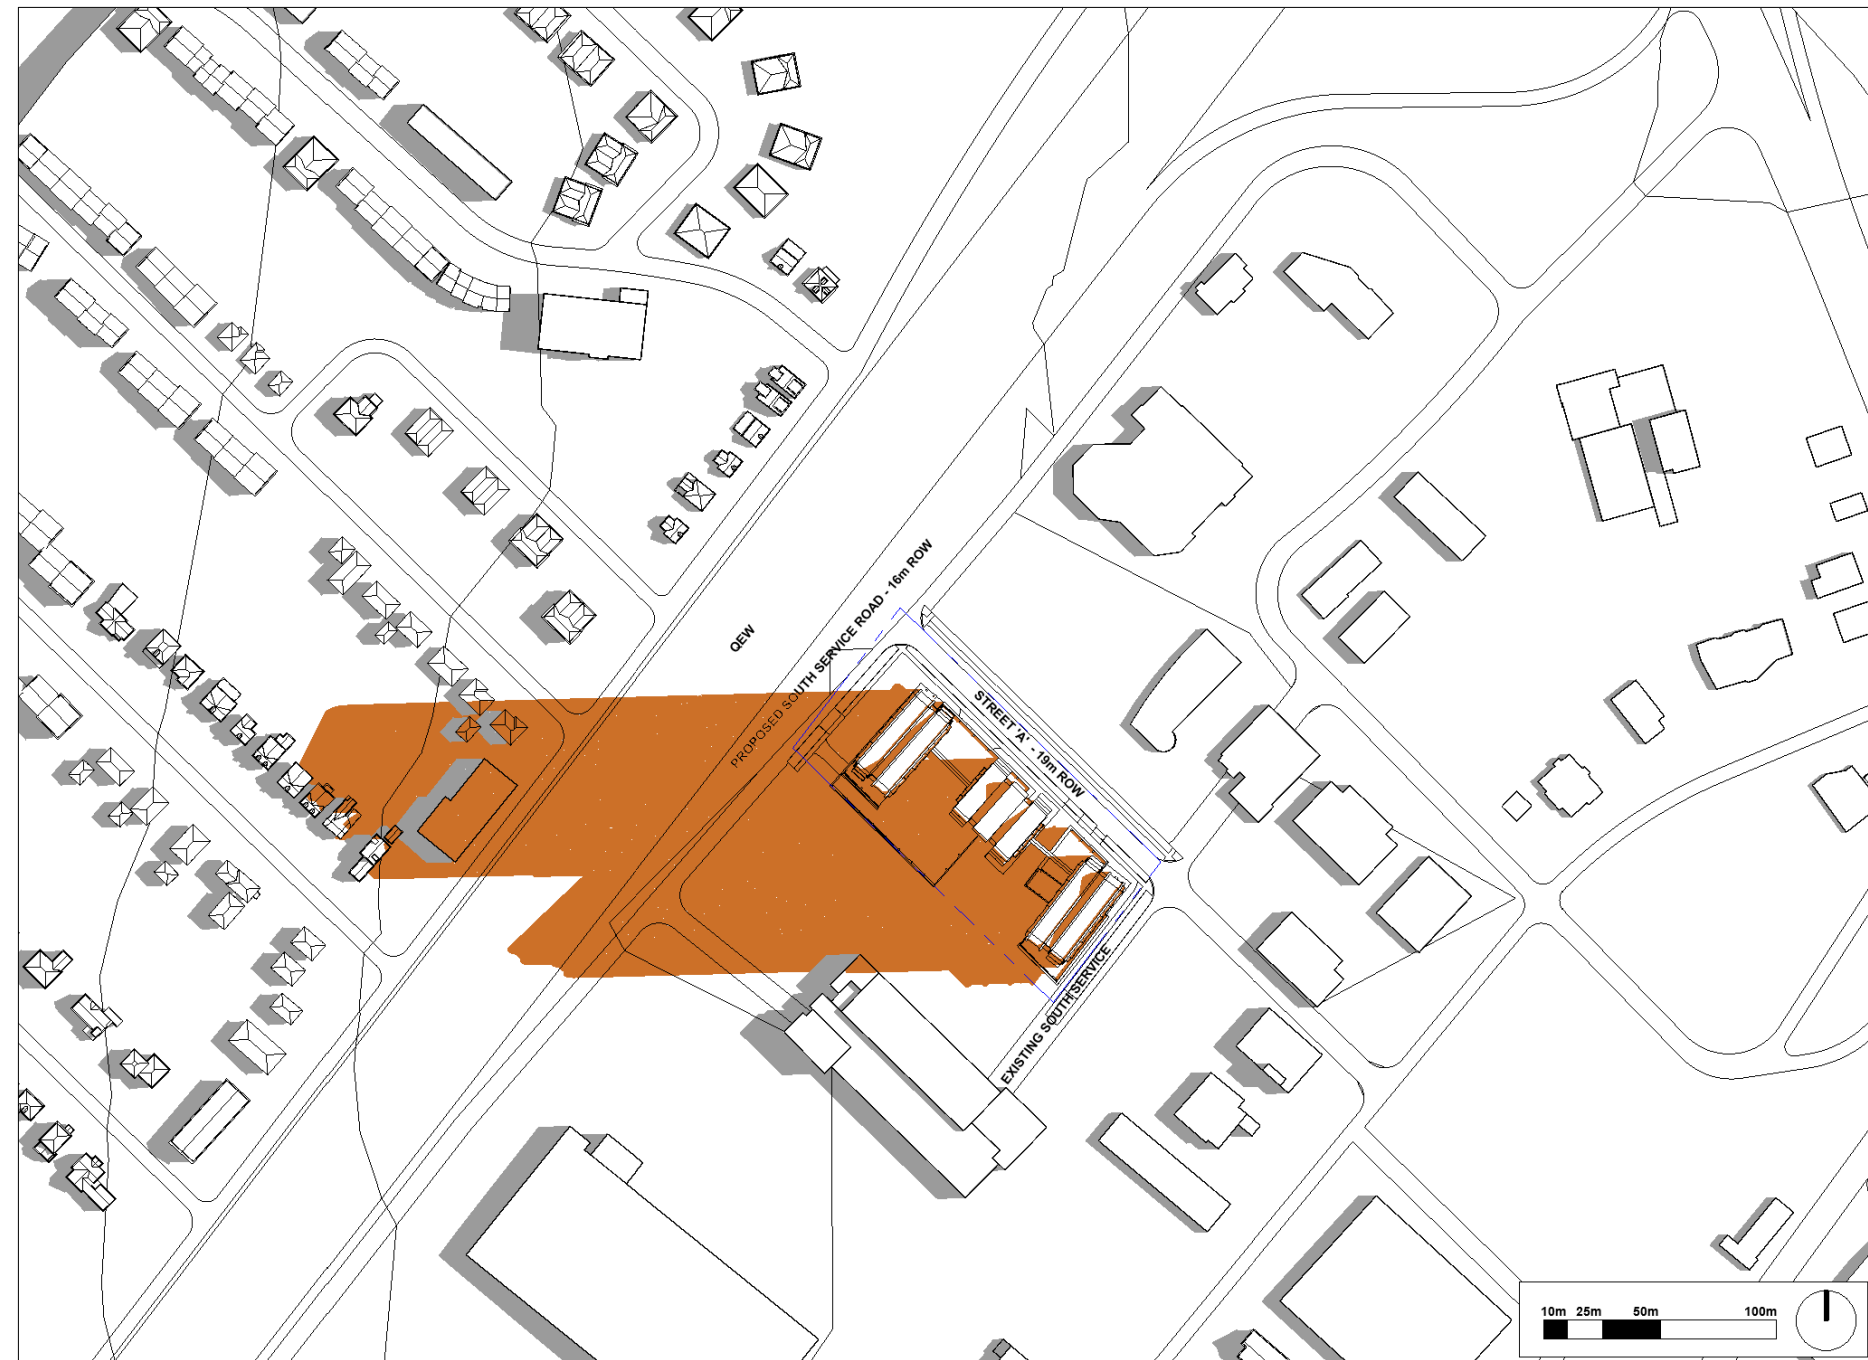 QEW
PROPOSED SOUTH SERVICE ROAD - 16m ROW
STREET 'A' - 19m ROW
EXISTING SOUTH SERVICE
10m 25m 50m 100m